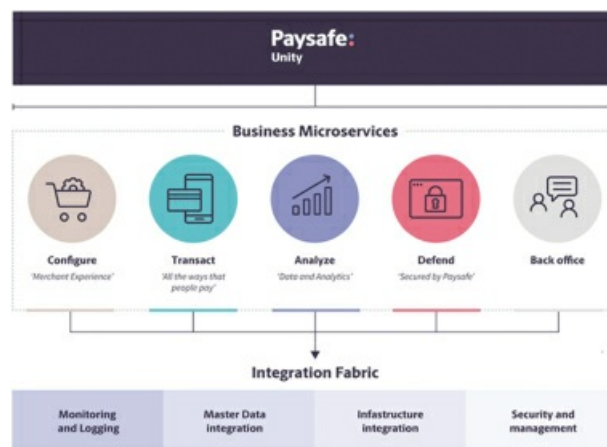 Paysafe:
Unity
Business Microservices
Configure
'Merchant Experience'
Transact
'All the ways that
people pay'
Analyze
'Data and Analytics'
Defend
'Secured by Paysafe'
Back office
Integration Fabric
Monitoring
and Logging
Master Data
integration
Infastructure
integration
Security and
management